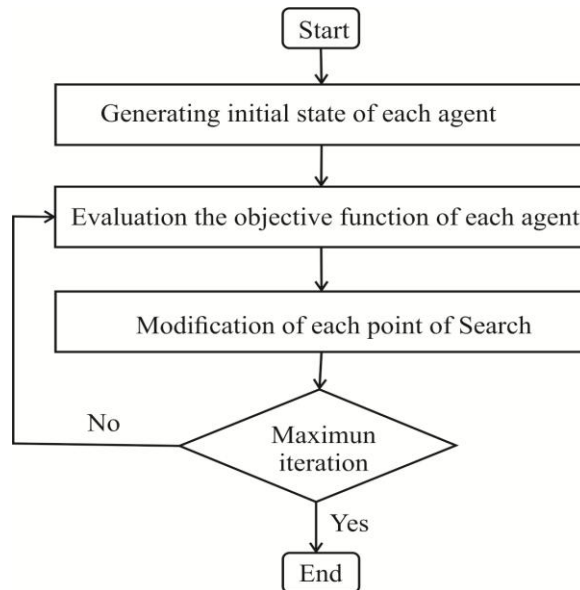 Start
Generating initial state of each agent
Evaluation the objective function of each agent
Modification of each point of Search
No
Maximun
iteration
Yes
End